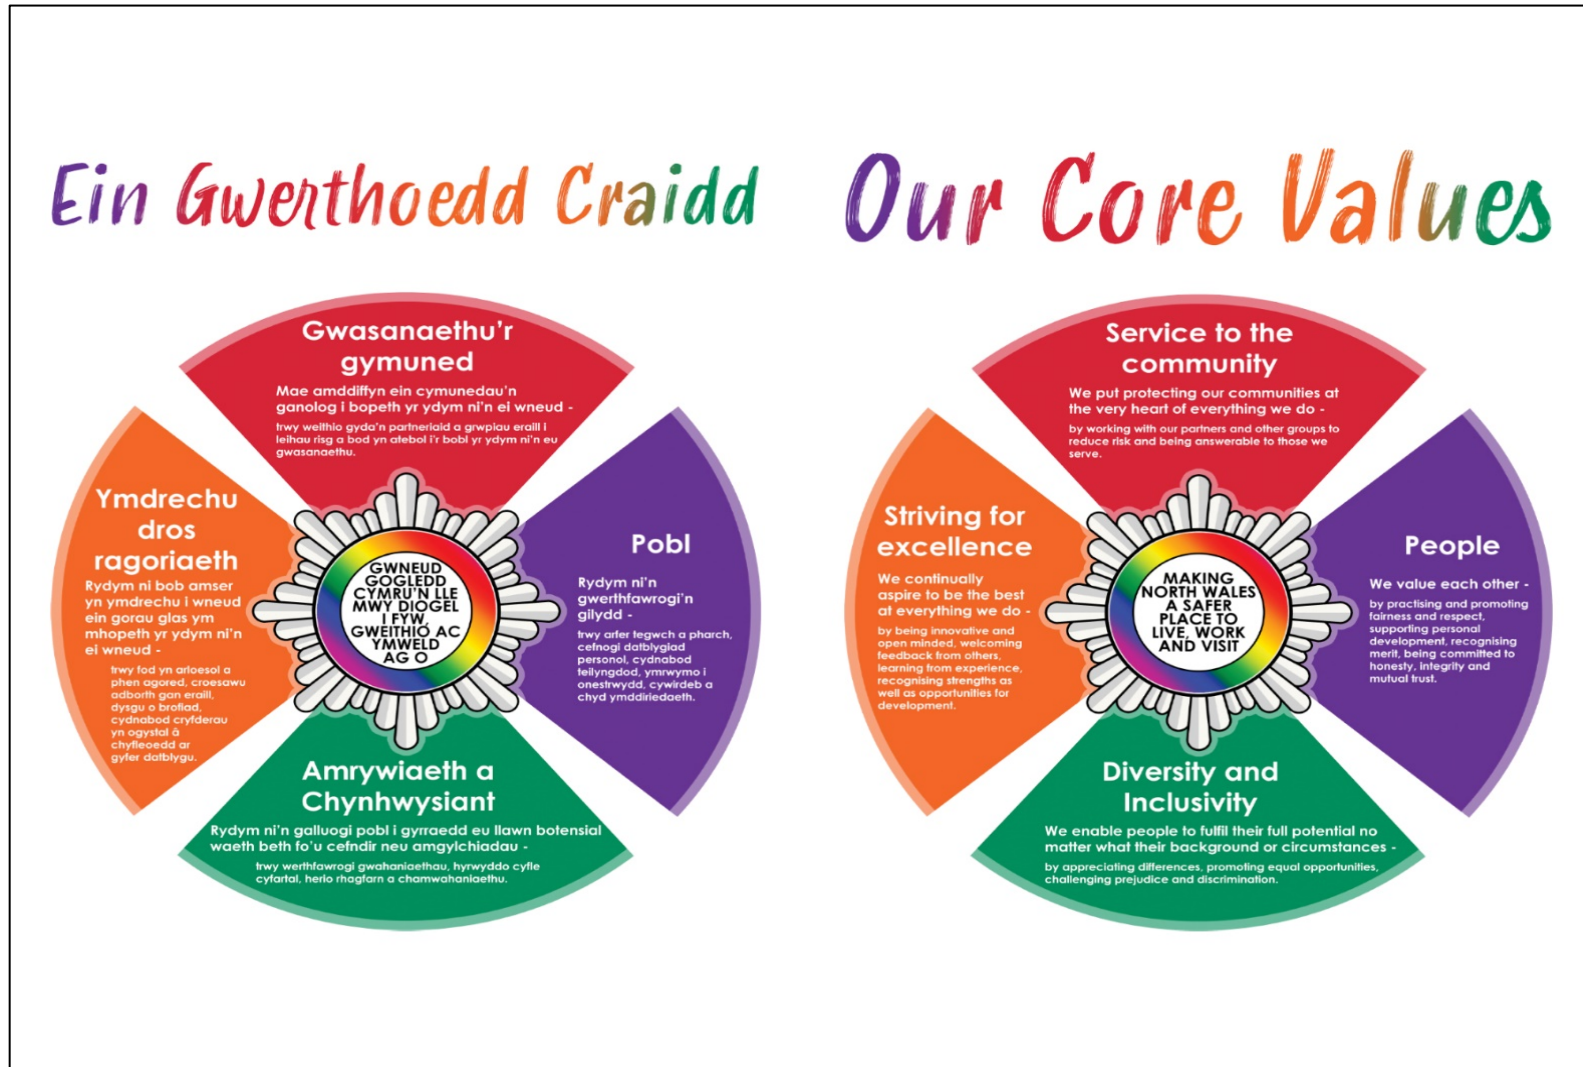 Ein Gwerthoedd Craidd
Gwasanaethu'r
gymuned
Mae amddiffyn ein cymunedau'n
ganolog i bopeth yr ydym ni'n ei wneud -
trwy weithio gyda'n partneriaid a grwpiau eraill i
leihau risg a bod yn atebol i'r bobl yr ydym ni'n eu
gwasanaethu.
Ymdrechu
dros
ragoriaeth
Rydym ni bob amser
yn ymdrechu i wneud
ein gorau glas ym
mhopeth yr ydym ni'n
ei wneud -
trwy fod yn arloesol a
phen agored, croesawu
adborth gan eraill,
dysgu o brofiad,
cydnabod cryfderau
yn ogystal â
chyfleoedd ar
gyfer datblygu.
GWNEUD
GOGLEDD
CYMRU'N LLE
MWY DIOGEL
I FYW,
GWEITHIO AC
YMWELD
AG O
Pobl
Rydym ni'n
gwerthfawrogi'n
gilydd -
trwy arfer tegwch a pharch,
cefnogi datblygiad
personol, cydnabod
teilyngdod, ymrwymo i
onestrwydd, cywirdeb a
chyd ymddiriedaeth.
Amrywiaeth a
Chynhwysiant
Rydym ni'n galluogi pobl i gyrraedd eu llawn botensial
waeth beth fo'u cefndir neu amgylchiadau -
trwy werthfawrogi gwahaniaethau, hyrwyddo cyfle
cyfartal, herio rhagfarn a chamwahaniaethu.
Our Core Values
Service to the
community
We put protecting our communities at
the very heart of everything we do -
by working with our partners and other groups to
reduce risk and being answerable to those we
serve.
Striving for
excellence
We continually
aspire to be the best
at everything we do -
by being innovative and
open minded, welcoming
feedback from others,
learning from experience,
recognising strengths as
well as opportunities for
development.
MAKING
NORTH WALES
A SAFER
PLACE TO
LIVE, WORK
AND VISIT
People
We value each other -
by practising and promoting
fairness and respect,
supporting personal
development, recognising
merit, being committed to
honesty, integrity and
mutual trust.
Diversity and
Inclusivity
We enable people to fulfil their full potential no
matter what their background or circumstances -
by appreciating differences, promoting equal opportunities,
challenging prejudice and discrimination.